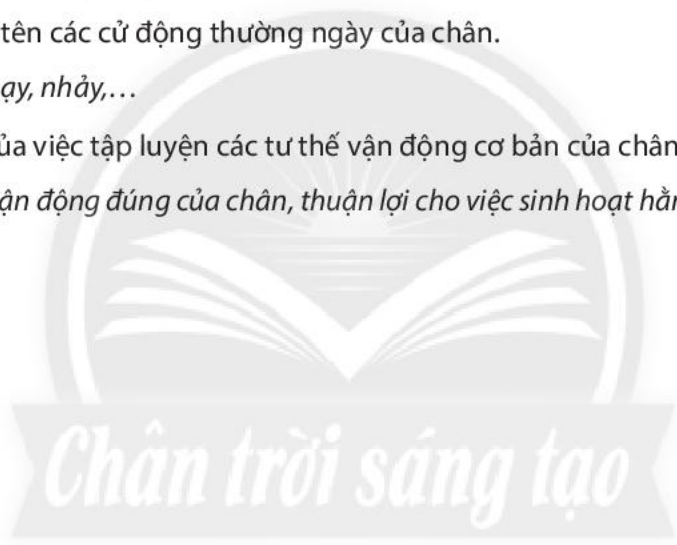 tên các cử động thường ngày của chân.
ạy, nhảy,…
ủa việc tập luyện các tư thế vận động cơ bản của chân
ận động đúng của chân, thuận lợi cho việc sinh hoạt hằn
Chân trời sáng tạo